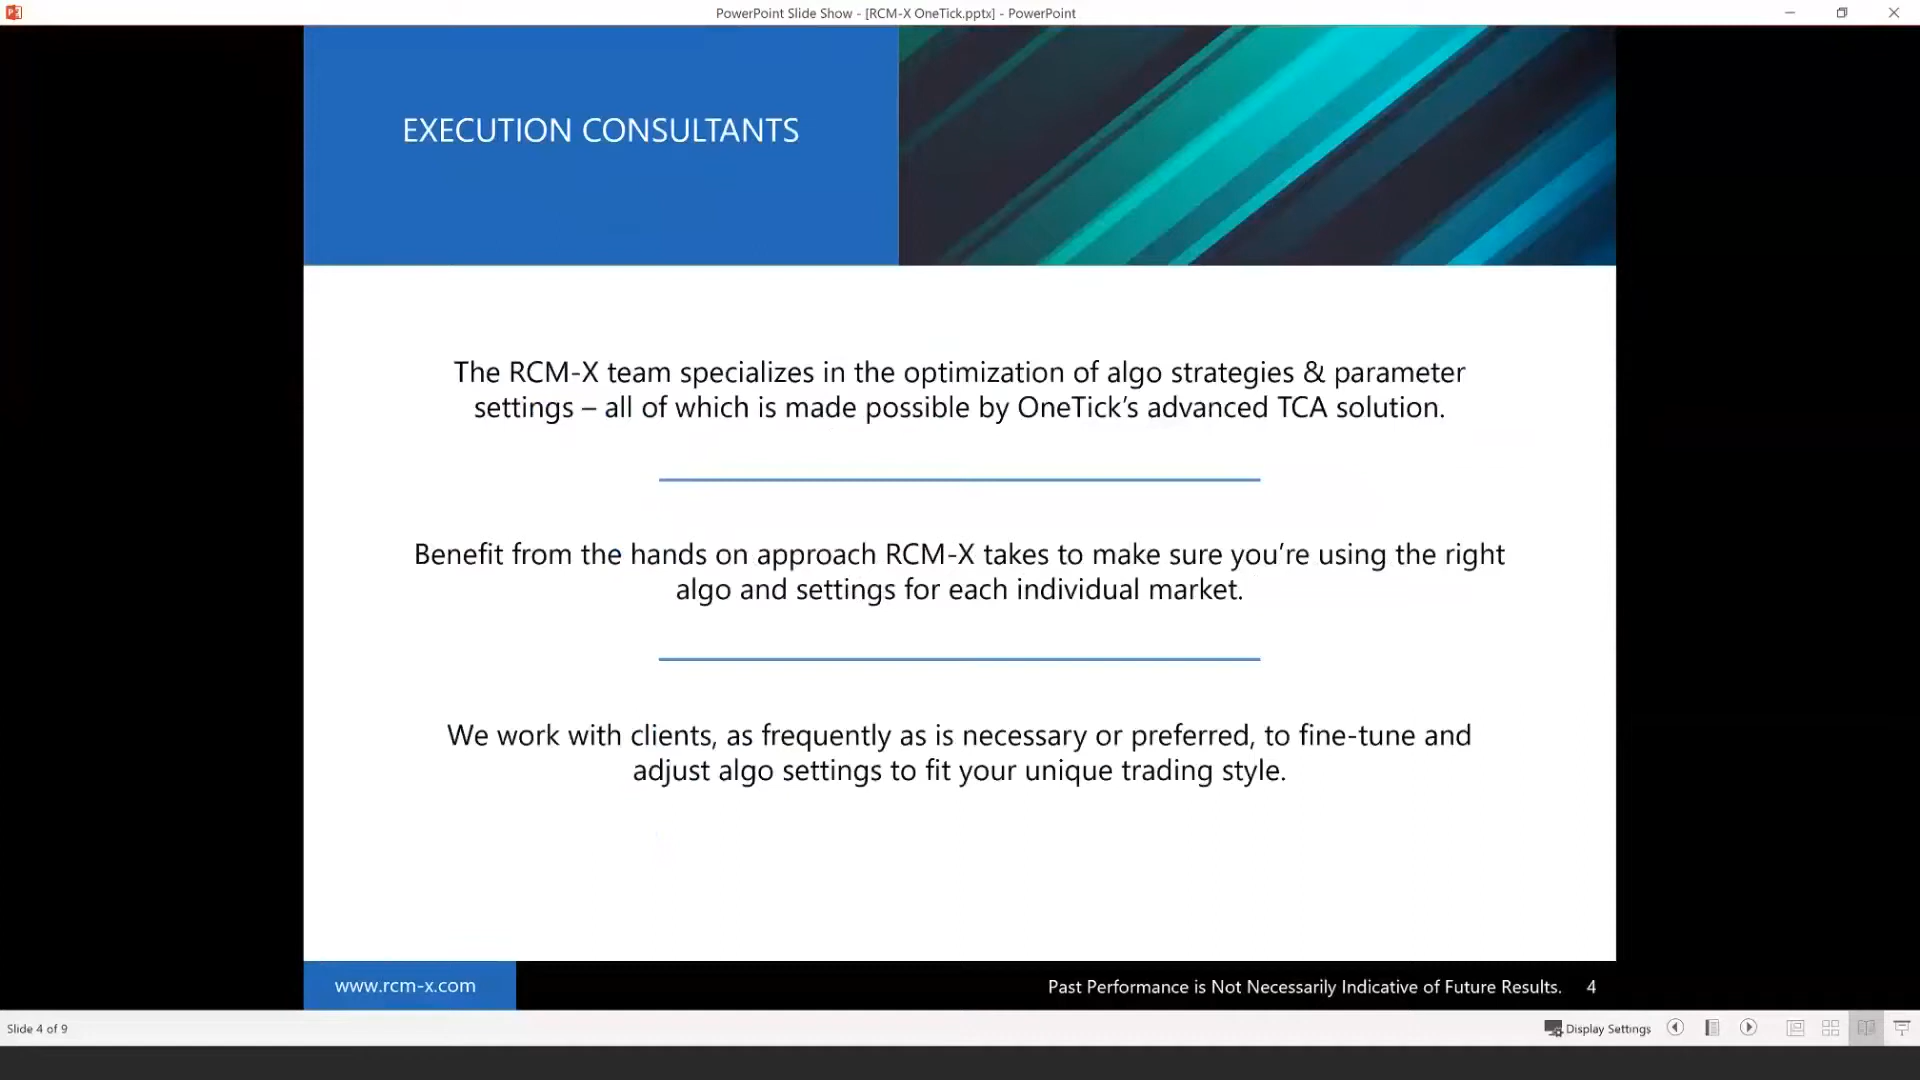 PowerPoint Slide Show - [RCM-X OneTick.pptx] - PowerPoint
EXECUTION CONSULTANTS
The RCM-X team specializes in the optimization of algo strategies & parameter
settings – all of which is made possible by OneTick’s advanced TCA solution.
Benefit from the hands on approach RCM-X takes to make sure you’re using the right
algo and settings for each individual market.
We work with clients, as frequently as is necessary or preferred, to fine-tune and
adjust algo settings to fit your unique trading style.
www.rcm-x.com
Past Performance is Not Necessarily Indicative of Future Results. 4
Slide 4 of 9
Display Settings